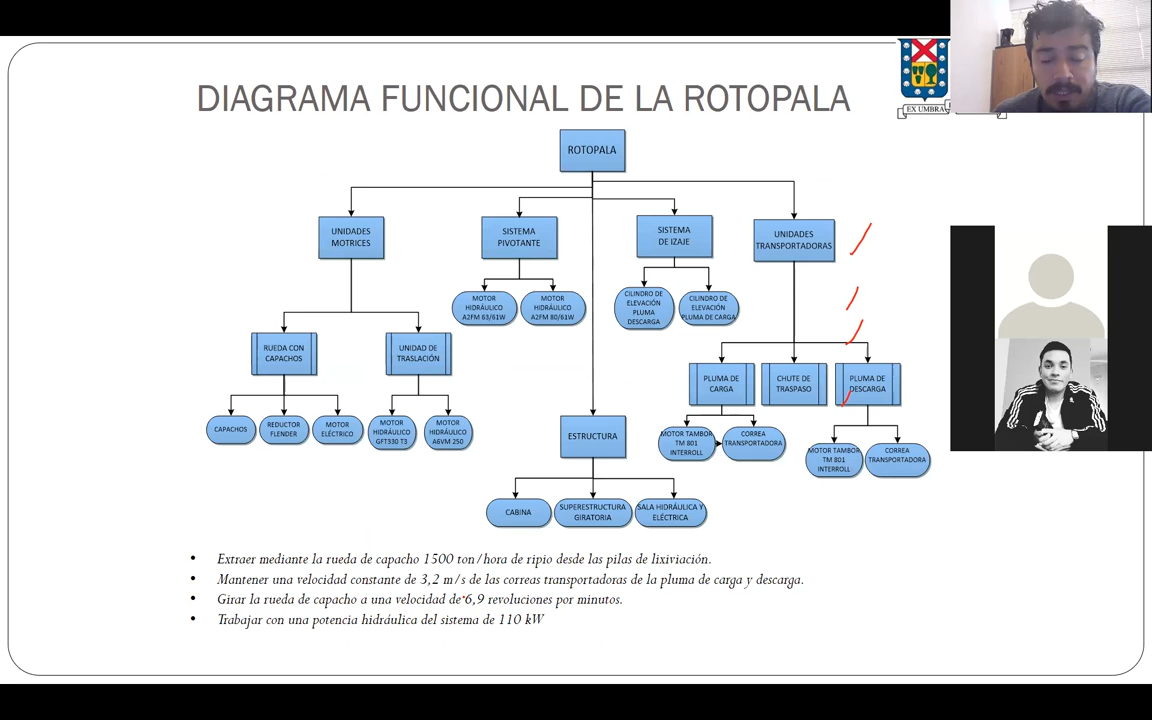 DIAGRAMA FUNCIONAL DE LA ROTOPALA
EX UMBRA
ROTOPALA
UNIDADES
MOTRICES
SISTEMA
PIVOTANTE
SISTEMA
DE IZAJE
UNIDADES
TRANSPORTADORAS
MOTOR
HIDRÁULICO
A2FM 63/61W
MOTOR
HIDRÁULICO
A2FM 80/61W
CILINDRO DE
ELEVACIÓN
PLUMA
DESCARGA
CILINDRO DE
ELEVACIÓN
PLUMA DE CARGA
RUEDA CON
CAPACHOS
UNIDAD DE
TRASLACIÓN
PLUMA DE
CARGA
CHUTE DE
TRASPASO
PLUMA DE
DESCARGA
CAPACHOS
REDUCTOR
FLENDER
MOTOR
ELÉCTRICO
MOTOR
HIDRÁULICO
GFT330 T3
MOTOR
HIDRÁULICO
A6VM 250
ESTRUCTURA
MOTOR TAMBOR
TM 801
INTERROLL
CORREA
TRANSPORTADORA
MOTOR TAMBOR
TM 801
INTERROLL
CORREA
TRANSPORTADORA
CABINA
SUPERESTRUCTURA
GIRATORIA
SALA HIDRÁULICA Y
ELÉCTRICA
• Extraer mediante la rueda de capacho 1500 ton/hora de ripio desde las pilas de lixiviación.
• Mantener una velocidad constante de 3,2 m/s de las correas transportadoras de la pluma de carga y descarga.
• Girar la rueda de capacho a una velocidad de 6,9 revoluciones por minutos.
• Trabajar con una potencia hidráulica del sistema de 110 kW